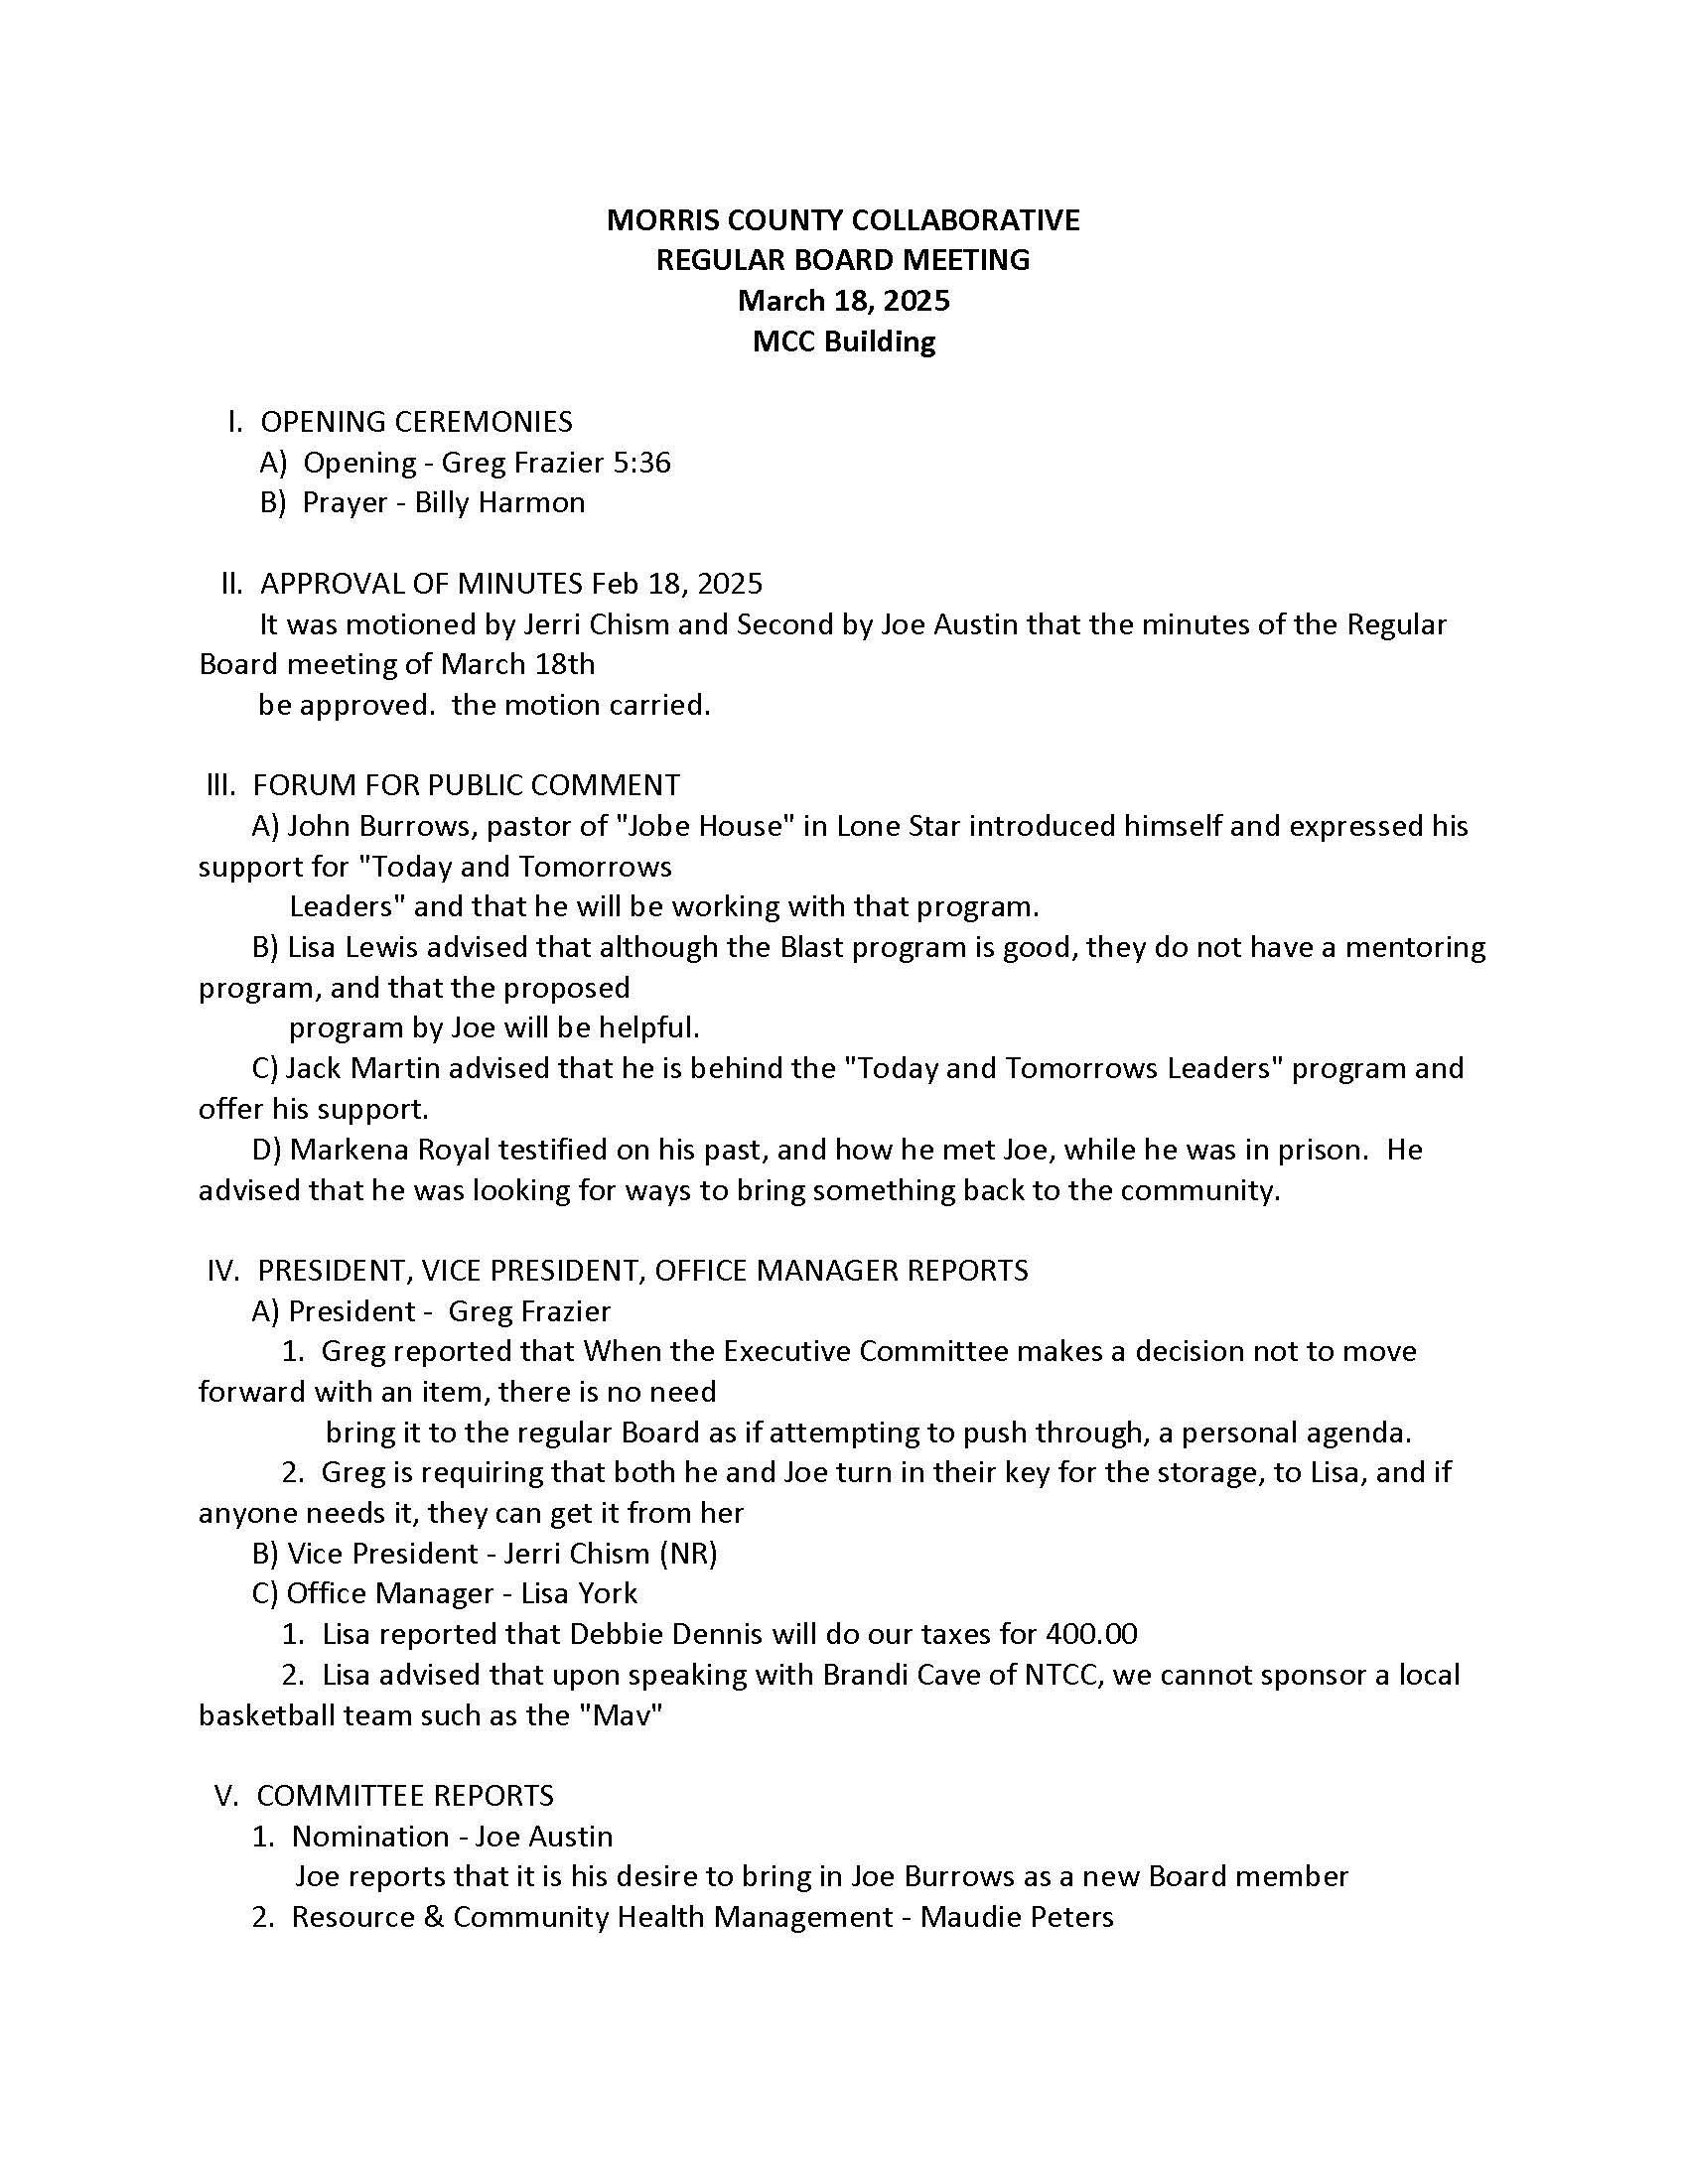 MORRIS COUNTY COLLABORATIVE
REGULAR BOARD MEETING
March 18, 2025
MCC Building
I. OPENING CEREMONIES
A) Opening - Greg Frazier 5:36
B) Prayer - Billy Harmon
II. APPROVAL OF MINUTES Feb 18, 2025
It was motioned by Jerri Chism and Second by Joe Austin that the minutes of the Regular
Board meeting of March 18th
be approved. the motion carried.
III. FORUM FOR PUBLIC COMMENT
A) John Burrows, pastor of "Jobe House" in Lone Star introduced himself and expressed his
support for "Today and Tomorrows
Leaders" and that he will be working with that program.
B) Lisa Lewis advised that although the Blast program is good, they do not have a mentoring
program, and that the proposed
program by Joe will be helpful.
C) Jack Martin advised that he is behind the "Today and Tomorrows Leaders" program and
offer his support.
D) Markena Royal testified on his past, and how he met Joe, while he was in prison. He
advised that he was looking for ways to bring something back to the community.
IV. PRESIDENT, VICE PRESIDENT, OFFICE MANAGER REPORTS
A) President - Greg Frazier
1. Greg reported that When the Executive Committee makes a decision not to move
forward with an item, there is no need
bring it to the regular Board as if attempting to push through, a personal agenda.
2. Greg is requiring that both he and Joe turn in their key for the storage, to Lisa, and if
anyone needs it, they can get it from her
B) Vice President - Jerri Chism (NR)
C) Office Manager - Lisa York
1. Lisa reported that Debbie Dennis will do our taxes for 400.00
2. Lisa advised that upon speaking with Brandi Cave of NTCC, we cannot sponsor a local
basketball team such as the "Mav"
V. COMMITTEE REPORTS
1. Nomination - Joe Austin
Joe reports that it is his desire to bring in Joe Burrows as a new Board member
2. Resource & Community Health Management - Maudie Peters